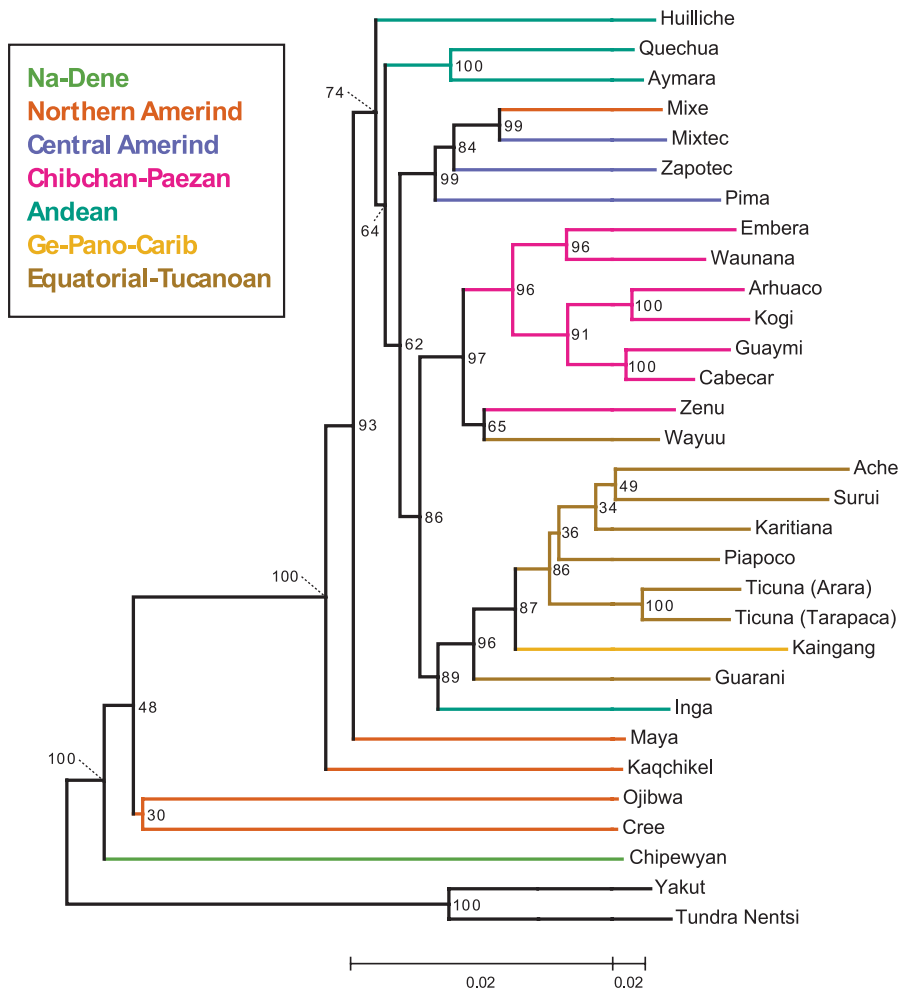 Na-Dene
Northern Amerind
Central Amerind
Chibchan-Paezan
Andean
Ge-Pano-Carib
Equatorial-Tucanoan
Huilliche
Quechua
100
Aymara
74
Mixe
99
Mixtec
84
Zapotec
99
Pima
64
Embera
96
Waunana
96
Arhuaco
100
Kogi
91
62
Guaymi
97
100
Cabecar
Zenu
93
65
Wayuu
Ache
49
Surui
34
86
Karitiana
36
Piapoco
86
100
Ticuna (Arara)
100
Ticuna (Tarapaca)
87
96
Kaingang
89
Guarani
48
Inga
Maya
100
Kaqchikel
Ojibwa
30
Cree
Chipewyan
Yakut
100
Tundra Nentsi
0.02 0.02